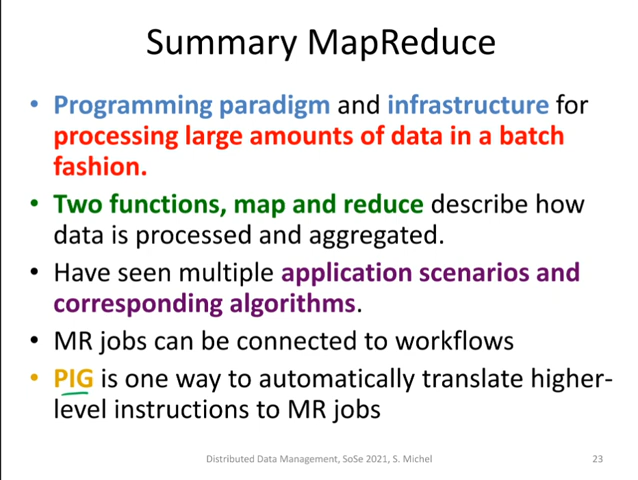 Summary MapReduce
• Programming paradigm and infrastructure for
processing large amounts of data in a batch
fashion.
• Two functions, map and reduce describe how
data is processed and aggregated.
• Have seen multiple application scenarios and
corresponding algorithms.
• MR jobs can be connected to workflows
• PIG is one way to automatically translate higher-
level instructions to MR jobs
Distributed Data Management, SoSe 2021, S. Michel
23